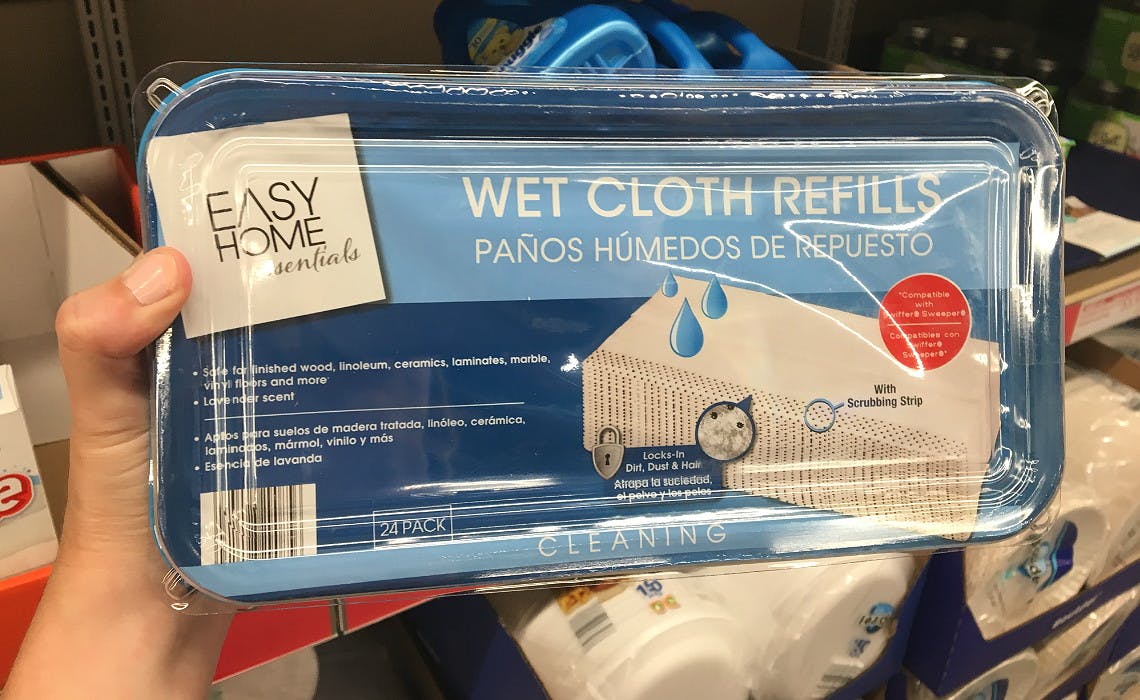 EASY
HOME
essentials
WET CLOTH REFILLS
PAÑOS HÚMEDOS DE REPUESTO
*Compatible
with
Swiffer® Sweeper®
Compatibles con
Swiffer®
Sweeper®*
• Safe for finished wood, linoleum, ceramics, laminates, marble,
vinyl floors and more*
• Lavender scent
• Aptos para suelos de madera tratada, linóleo, cerámica,
laminados, mármol, vinilo y más
• Esencia de lavanda
With
Scrubbing Strip
Locks-In
Dirt, Dust & Hair
Atrapa la suciedad,
el polvo y los pelos
24 PACK
CLEANING